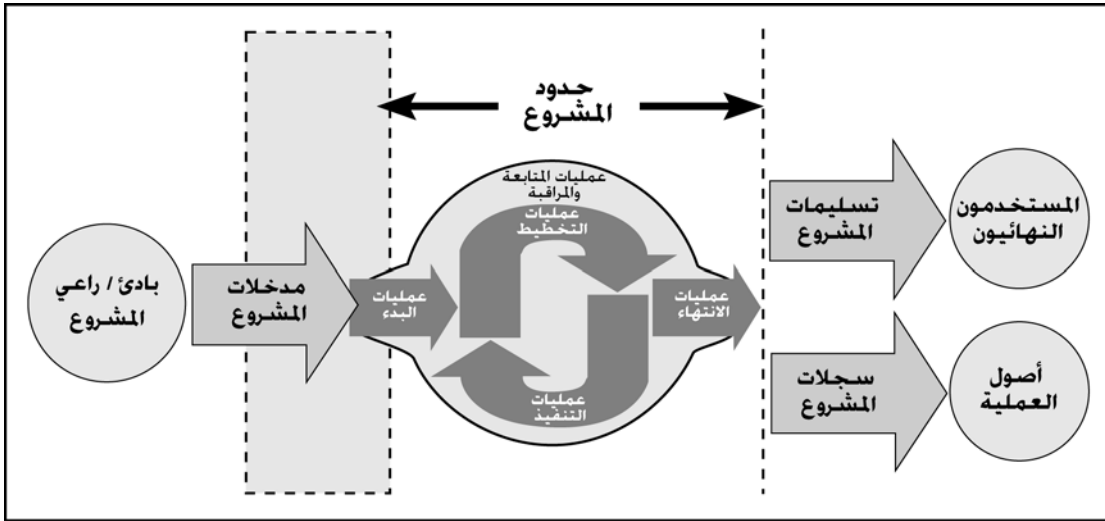 حدود
المشروع
عمليات المتابعة
والمراقبة
عمليات
التخطيط
بادئ / راعي
المشروع
مدخلات
المشروع
عمليات
البدء
عمليات
الانتهاء
عمليات
التنفيذ
تسليمات
المشروع
المستخدمون
النهائيون
سجلات
المشروع
أصول
العملية